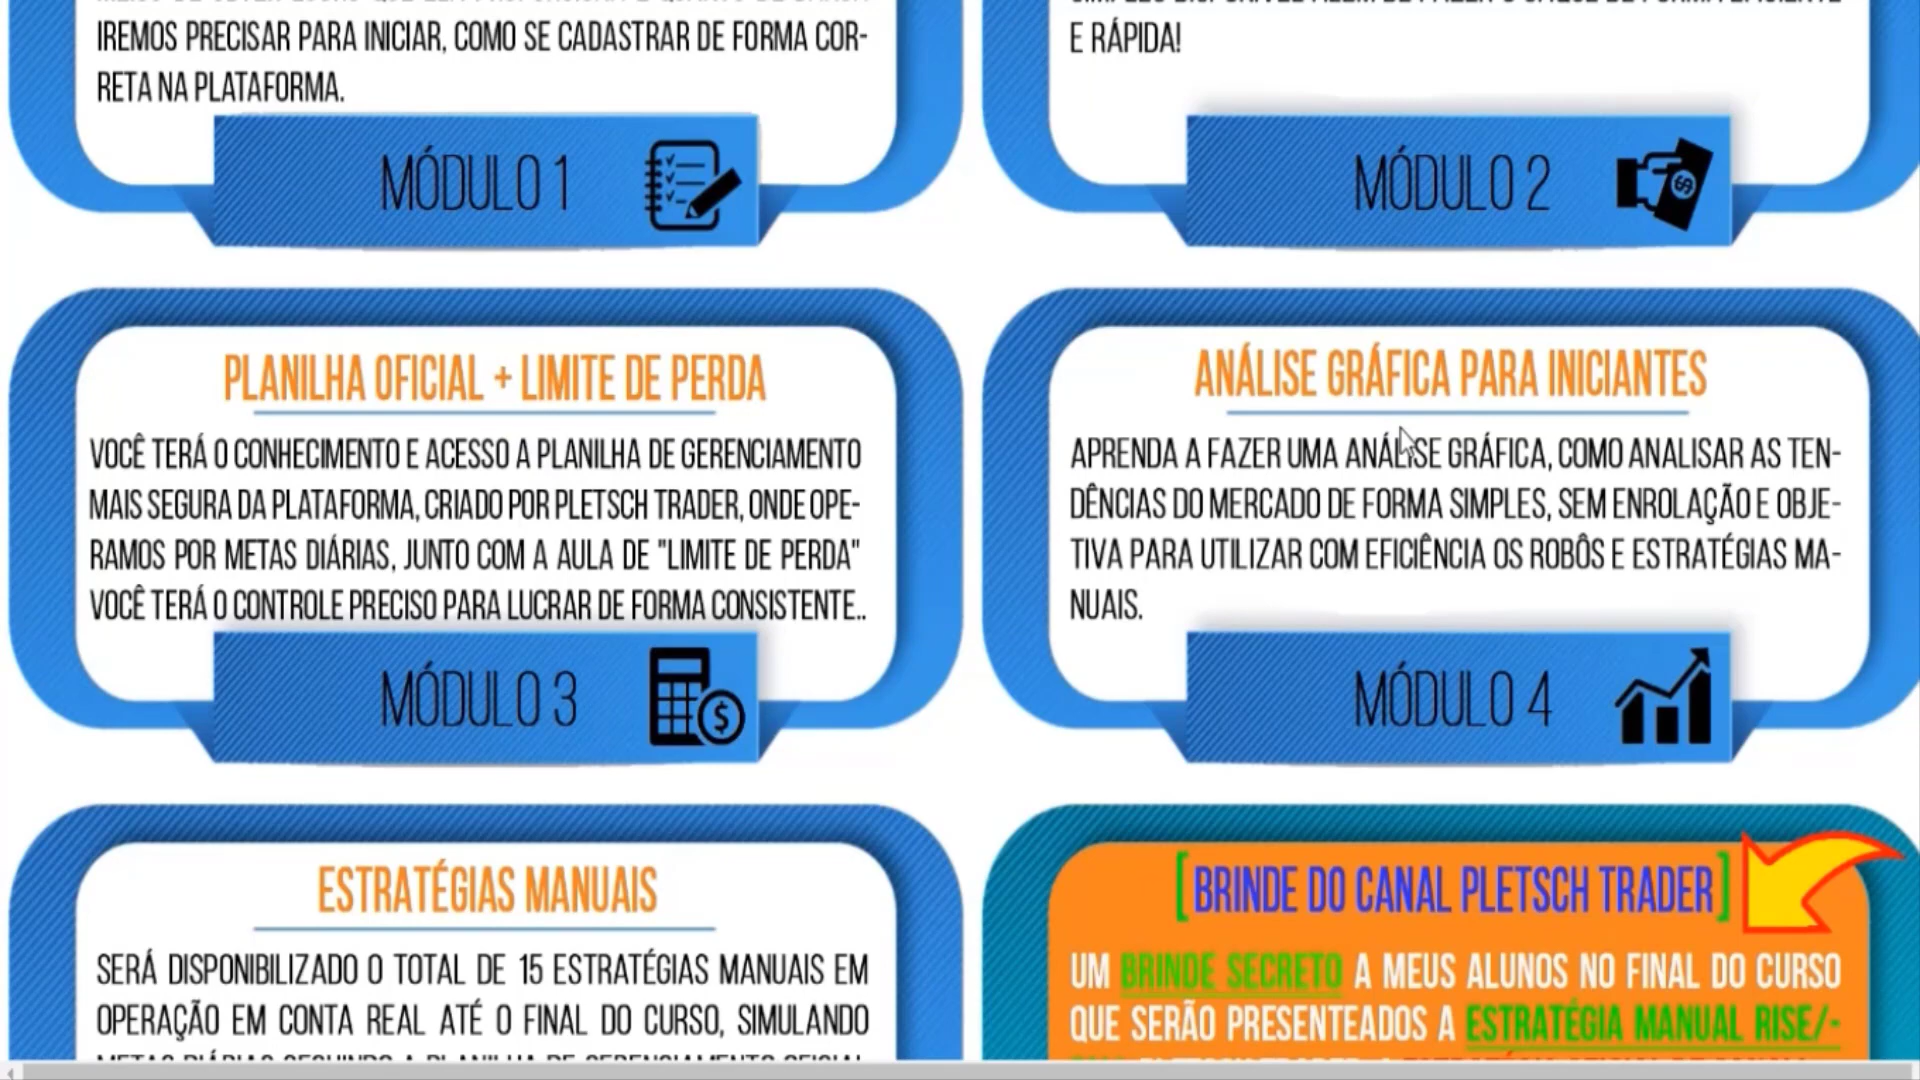 IREMOS PRECISAR PARA INICIAR, COMO SE CADASTRAR DE FORMA COR-
RETA NA PLATAFORMA.
MÓDULO 1
E RÁPIDA!
MÓDULO 2
PLANILHA OFICIAL + LIMITE DE PERDA
VOCÊ TERÁ O CONHECIMENTO E ACESSO A PLANILHA DE GERENCIAMENTO
MAIS SEGURA DA PLATAFORMA, CRIADO POR PLETSCH TRADER, ONDE OPE-
RAMOS POR METAS DIÁRIAS, JUNTO COM A AULA DE "LIMITE DE PERDA"
VOCÊ TERÁ O CONTROLE PRECISO PARA LUCRAR DE FORMA CONSISTENTE..
MÓDULO 3
ANÁLISE GRÁFICA PARA INICIANTES
APRENDA A FAZER UMA ANÁLISE GRÁFICA, COMO ANALISAR AS TEN-
DÊNCIAS DO MERCADO DE FORMA SIMPLES, SEM ENROLAÇÃO E OBJE-
TIVA PARA UTILIZAR COM EFICIÊNCIA OS ROBÔS E ESTRATÉGIAS MA-
NUAIS.
MÓDULO 4
ESTRATÉGIAS MANUAIS
SERÁ DISPONIBILIZADO O TOTAL DE 15 ESTRATÉGIAS MANUAIS EM
OPERAÇÃO EM CONTA REAL ATÉ O FINAL DO CURSO, SIMULANDO
[BRINDE DO CANAL PLETSCH TRADER]
UM BRINDE SECRETO A MEUS ALUNOS NO FINAL DO CURSO
QUE SERÃO PRESENTEADOS A ESTRATÉGIA MANUAL RISE/-